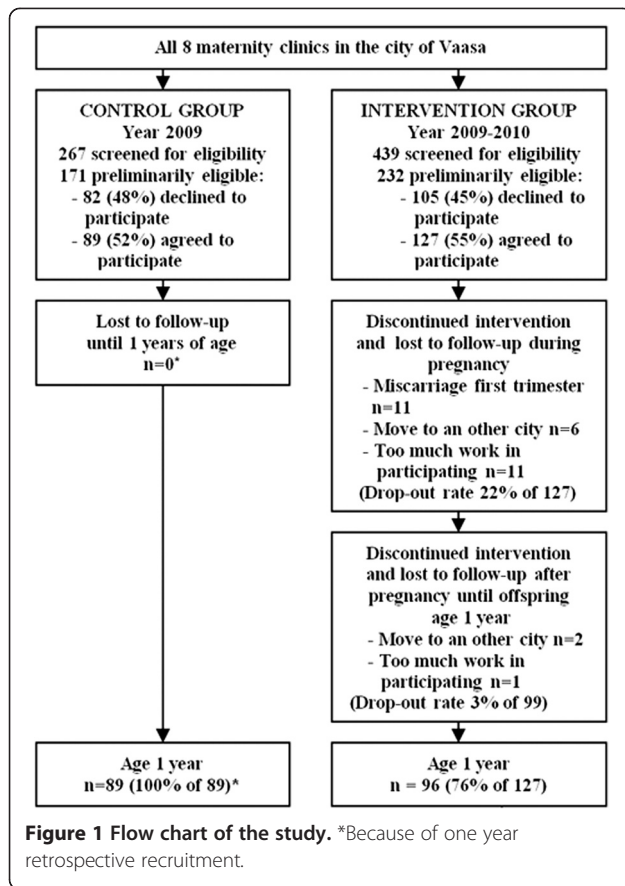 All 8 maternity clinics in the city of Vaasa
CONTROL GROUP
Year 2009
267 screened for eligibility
171 preliminarily eligible:
- 82 (48%) declined to
participate
- 89 (52%) agreed to
participate
INTERVENTION GROUP
Year 2009-2010
439 screened for eligibility
232 preliminarily eligible:
- 105 (45%) declined to
participate
- 127 (55%) agreed to
participate
Lost to follow-up
until 1 years of age
n=0*
Discontinued intervention
and lost to follow-up during
pregnancy
- Miscarriage first trimester
n=11
- Move to an other city n=6
- Too much work in
participating n=11
(Drop-out rate 22% of 127)
Discontinued intervention
and lost to follow-up after
pregnancy until offspring
age 1 year
- Move to an other city n=2
- Too much work in
participating n=1
(Drop-out rate 3% of 99)
Age 1 year
n=89 (100% of 89)*
Age 1 year
n = 96 (76% of 127)
Figure 1 Flow chart of the study. *Because of one year
retrospective recruitment.